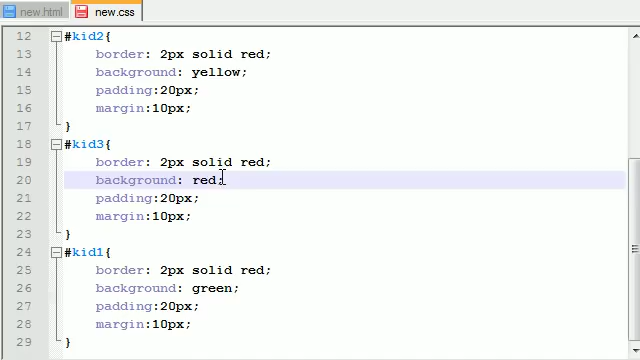 new.html new.css
12 #kid2{
13 border: 2px solid red;
14 background: yellow;
15 padding:20px;
16 margin:10px;
17 }
18 #kid3{
19 border: 2px solid red;
20 background: red;
21 padding:20px;
22 margin:10px;
23 }
24 #kid1{
25 border: 2px solid red;
26 background: green;
27 padding:20px;
28 margin:10px;
29 }